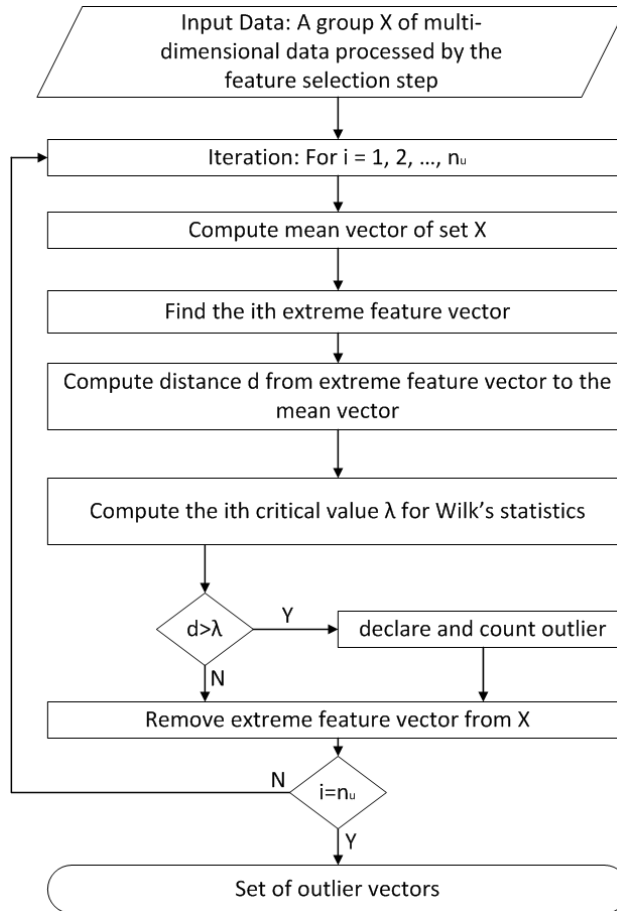 Input Data: A group X of multi-
dimensional data processed by the
feature selection step
Iteration: For i = 1, 2, ..., nᵤ
Compute mean vector of set X
Find the ith extreme feature vector
Compute distance d from extreme feature vector to the
mean vector
Compute the ith critical value λ for Wilk's statistics
d>λ
Y
declare and count outlier
N
Remove extreme feature vector from X
N
i=nᵤ
Y
Set of outlier vectors